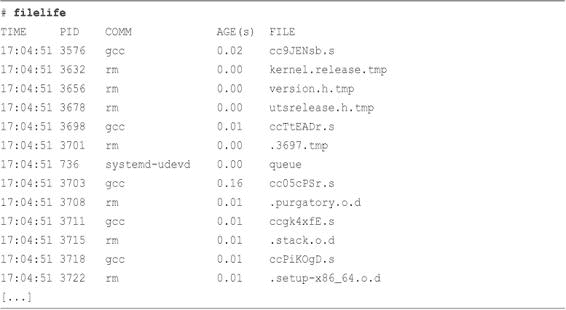 # filelife
TIME PID COMM AGE(s) FILE
17:04:51 3576 gcc 0.02 cc9JENsb.s
17:04:51 3632 rm 0.00 kernel.release.tmp
17:04:51 3656 rm 0.00 version.h.tmp
17:04:51 3678 rm 0.00 utsrelease.h.tmp
17:04:51 3698 gcc 0.01 ccTtEADr.s
17:04:51 3701 rm 0.00 .3697.tmp
17:04:51 736 systemd-udevd 0.00 queue
17:04:51 3703 gcc 0.16 cc05cPSr.s
17:04:51 3708 rm 0.01 .purgatory.o.d
17:04:51 3711 gcc 0.01 ccgk4xfE.s
17:04:51 3715 rm 0.01 .stack.o.d
17:04:51 3718 gcc 0.01 ccPiKOgD.s
17:04:51 3722 rm 0.01 .setup-x86_64.o.d
[...]